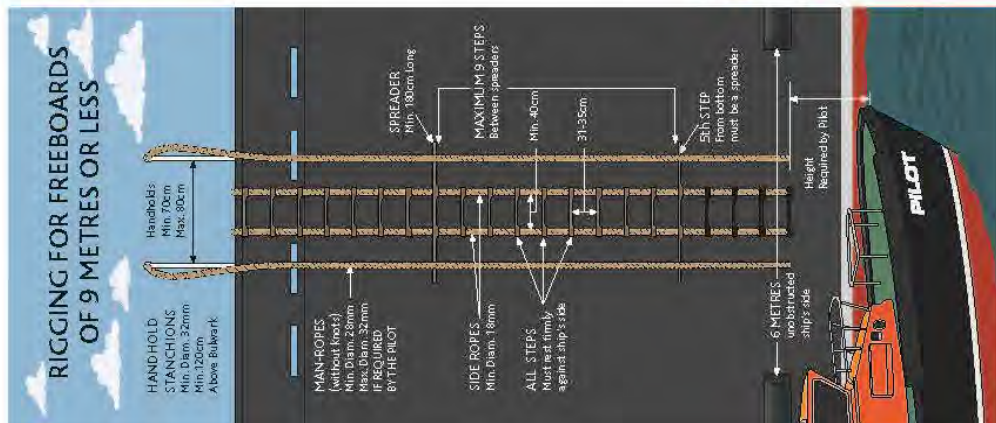 RIGGING FOR FREEBOARDS
OF 9 METRES OR LESS
HANDHOLD
STANCHIONS
Min. Diam. 32mm
Min. 120cm
Above Bulwark
Handholds
Min. 70cm
Max. 80cm
MAN-ROPES
(without knots)
Min. Diam. 28mm
Max. Diam. 32mm
IF REQUIRED
BY THE PILOT
SPREADER
Min. 180cm Long
SIDE ROPES
Min. Diam. 18mm
MAXIMUM 9 STEPS
Between spreaders
Min. 40cm
31-35cm
ALL STEPS
Must rest firmly
against ship's side
5th STEP
From bottom
must be a spreader
6 METRES
unobstructed
ship's side
Height
Required by Pilot
PILOT